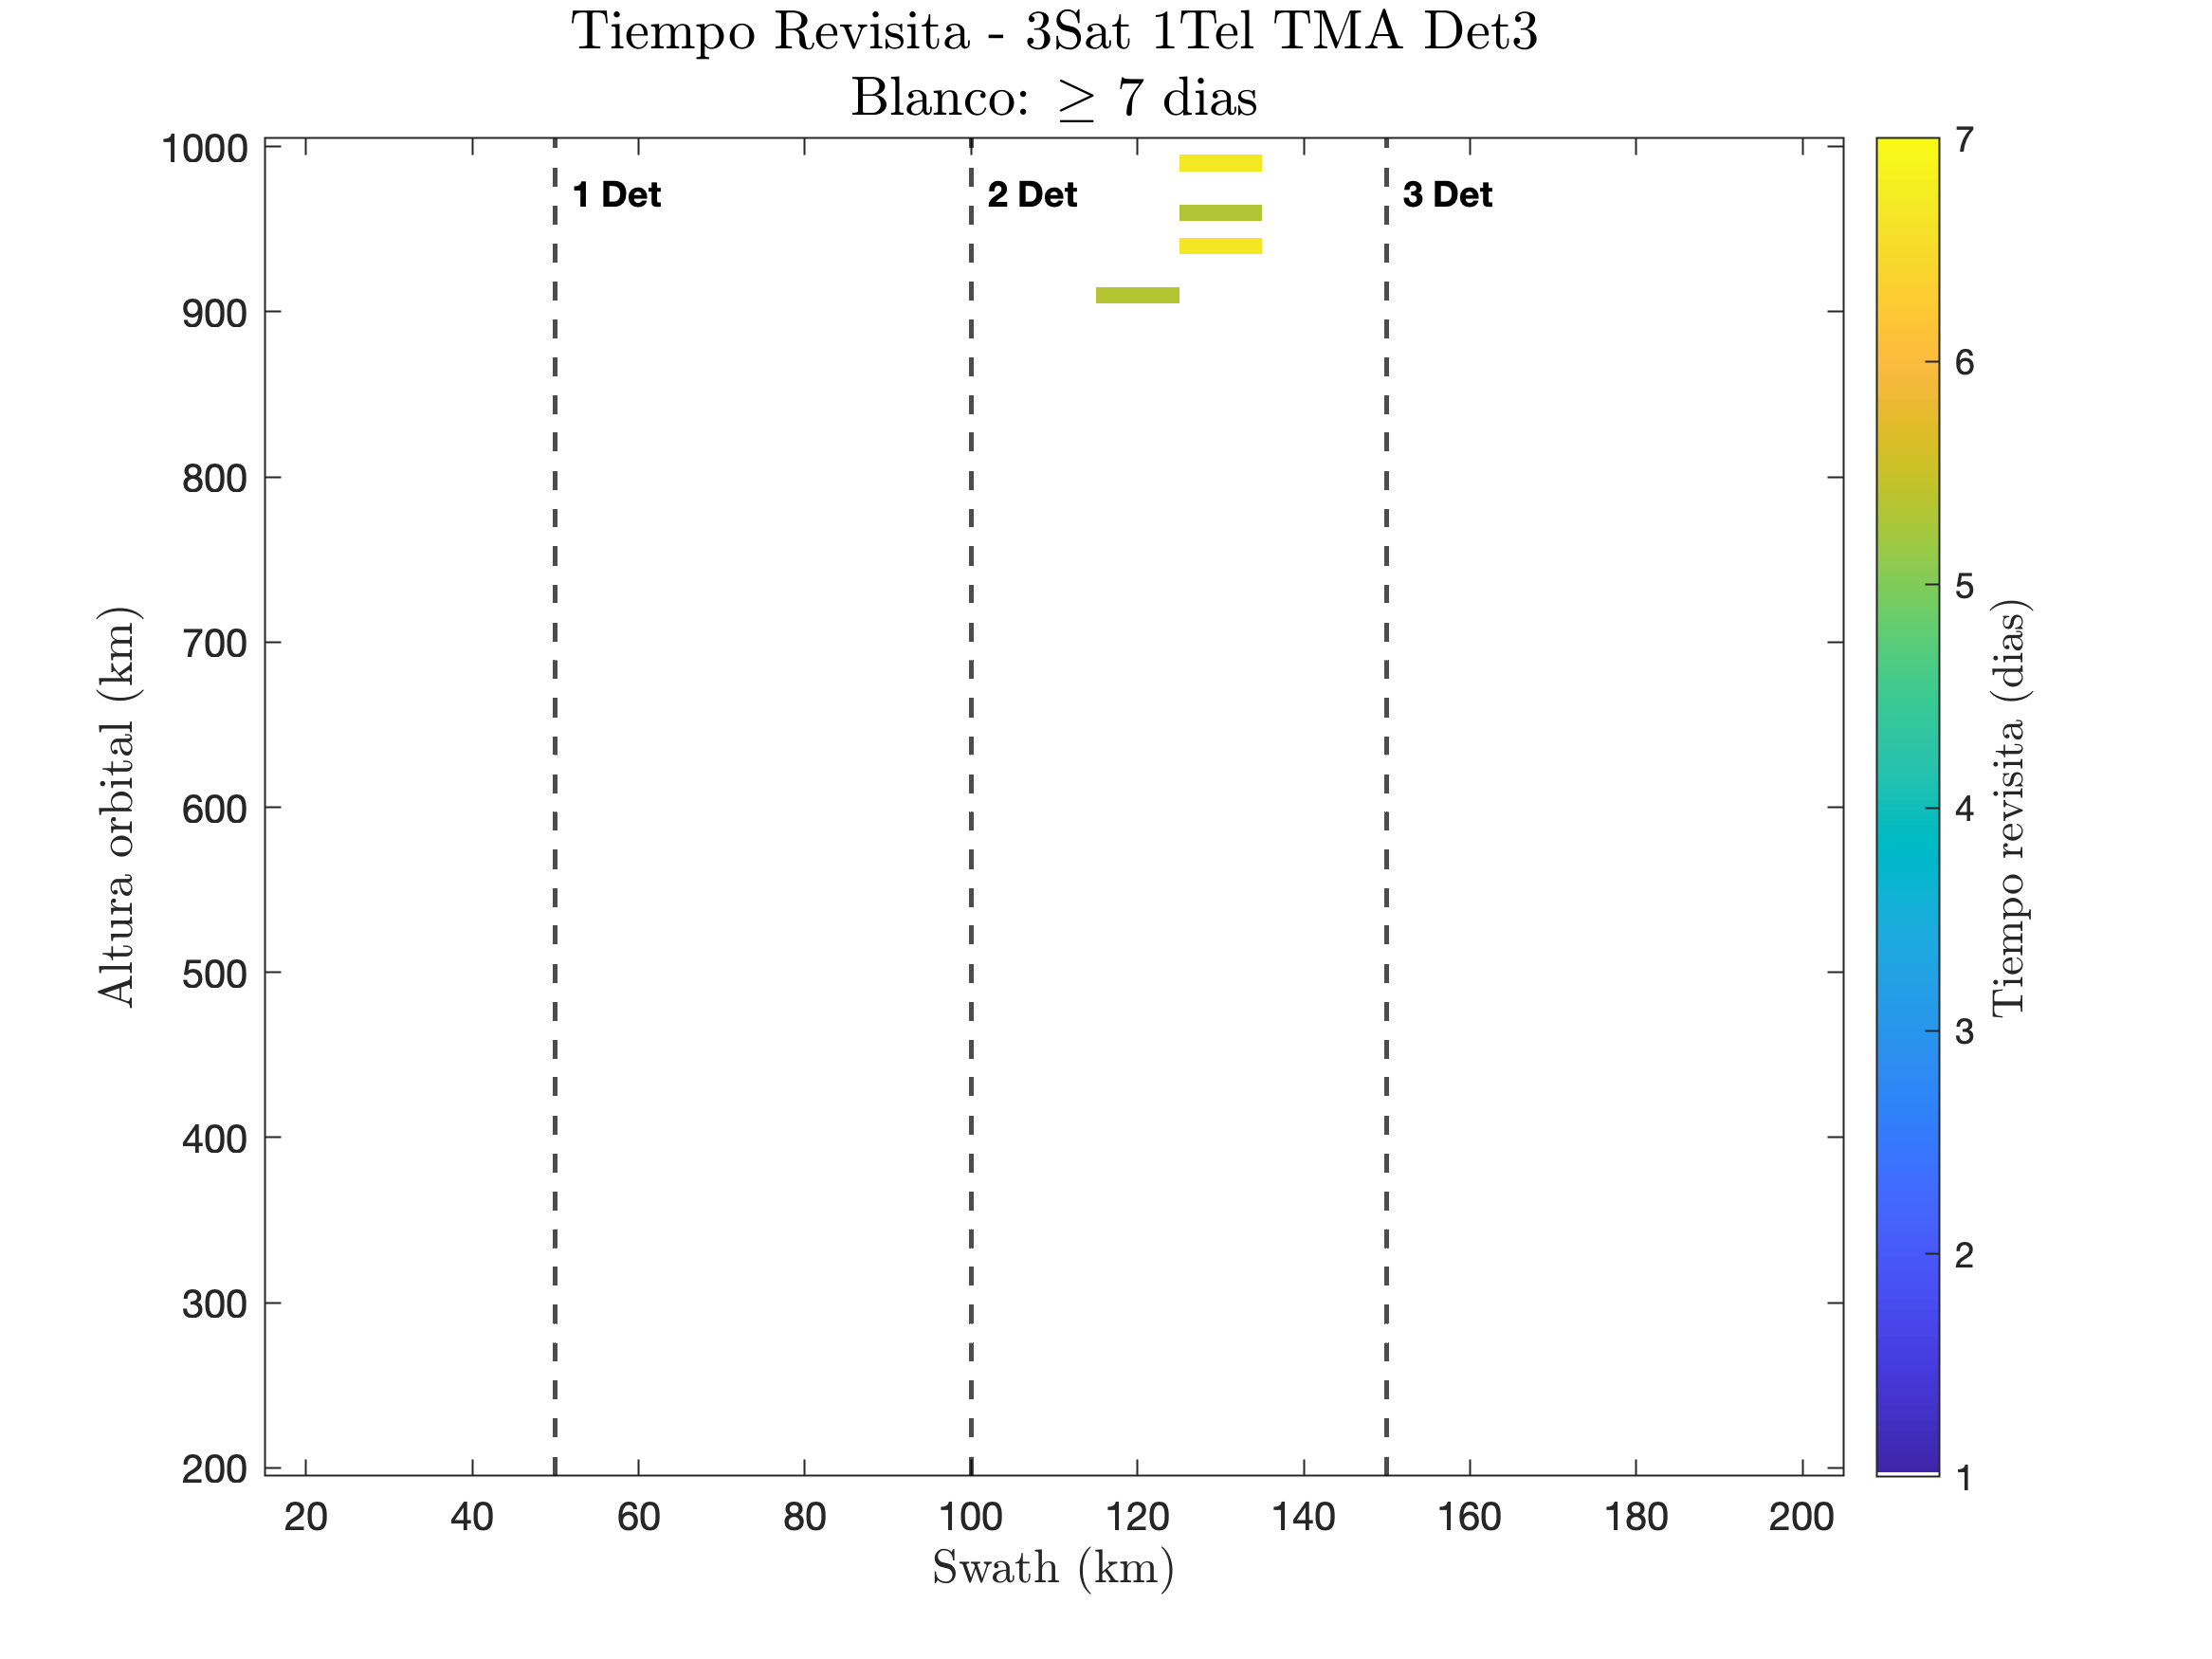 Tiempo Revisita - 3Sat 1Tel TMA Det3
Blanco: ≥ 7 dias
1 Det
2 Det
3 Det
Altura orbital (km)
1000
900
800
700
600
500
400
300
200
20 40 60 80 100 120 140 160 180 200
Swath (km)
7
6
5
4
3
2
1
Tiempo revisita (dias)